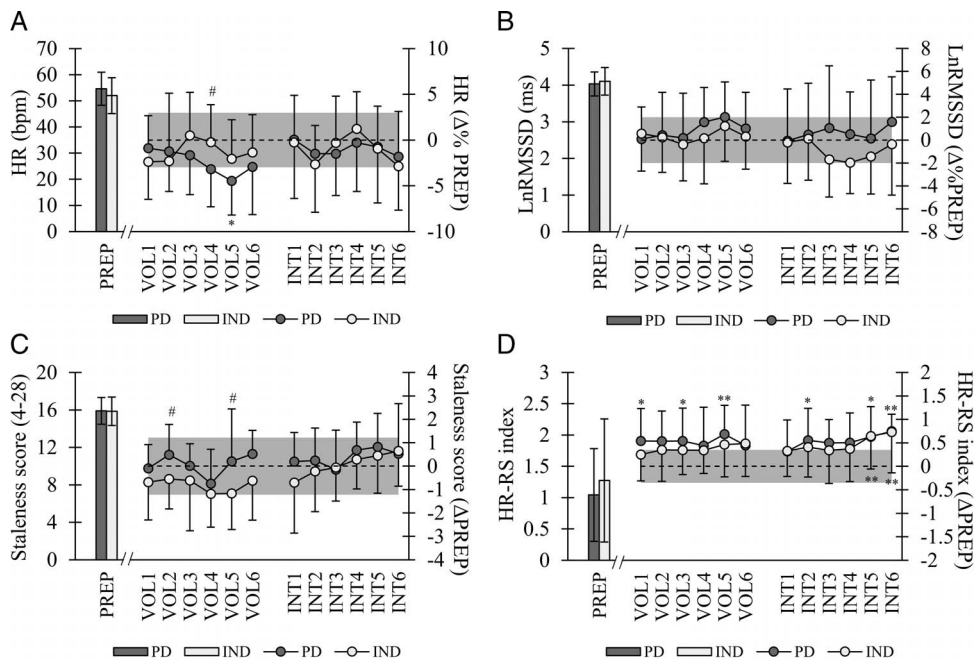 A
HR (bpm)
70
60
50
40
30
20
10
0
10
5
0
-5
-10
HR (Δ% PREP)
#
*
PREP
VOL1
VOL2
VOL3
VOL4
VOL5
VOL6
INT1
INT2
INT3
INT4
INT5
INT6
PD IND PD IND
B
LnRMSSD (ms)
5
4
3
2
1
0
8
6
4
2
0
-2
-4
-6
-8
LnRMSSD (Δ%PREP)
PREP
VOL1
VOL2
VOL3
VOL4
VOL5
VOL6
INT1
INT2
INT3
INT4
INT5
INT6
PD IND PD IND
C
Staleness score (4-28)
20
16
12
8
4
0
4
3
2
1
0
-1
-2
-3
-4
Staleness score (ΔPREP)
# #
PREP
VOL1
VOL2
VOL3
VOL4
VOL5
VOL6
INT1
INT2
INT3
INT4
INT5
INT6
PD IND PD IND
D
HR-RS index
3
2.5
2
1.5
1
0.5
0
2
1.5
1
0.5
0
-0.5
-1
-1.5
-2
HR-RS index (ΔPREP)
* * ** * * **
** **
PREP
VOL1
VOL2
VOL3
VOL4
VOL5
VOL6
INT1
INT2
INT3
INT4
INT5
INT6
PD IND PD IND